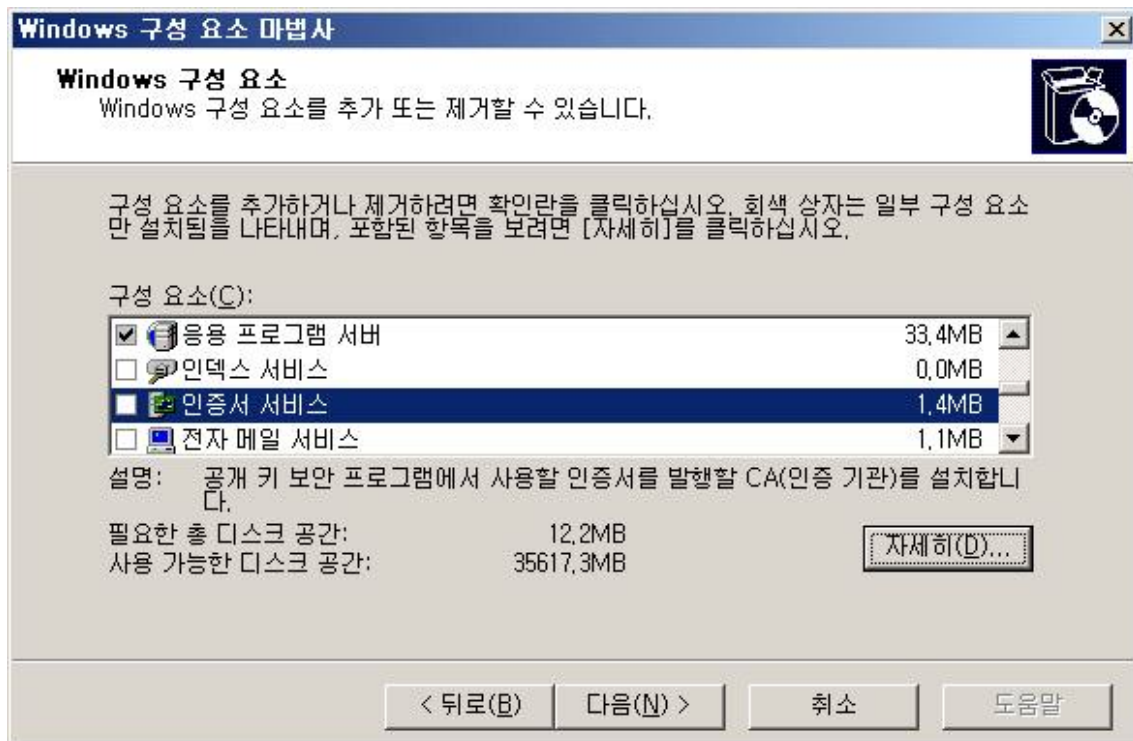 Windows 구성 요소 마법사
Windows 구성 요소
Windows 구성 요소를 추가 또는 제거할 수 있습니다.
구성 요소를 추가하거나 제거하려면 확인란을 클릭하십시오. 회색 상자는 일부 구성 요소
만 설치됨을 나타내며, 포함된 항목을 보려면 [자세히]를 클릭하십시오.
구성 요소(C):
응용 프로그램 서버 33.4MB
인덱스 서비스 0.0MB
인증서 서비스 1.4MB
전자 메일 서비스 1.1MB
설명: 공개 키 보안 프로그램에서 사용할 인증서를 발행할 CA(인증 기관)를 설치합니
다.
필요한 총 디스크 공간: 12.2MB
사용 가능한 디스크 공간: 35617.3MB
자세히(D)...
< 뒤로(B) 다음(N) > 취소 도움말